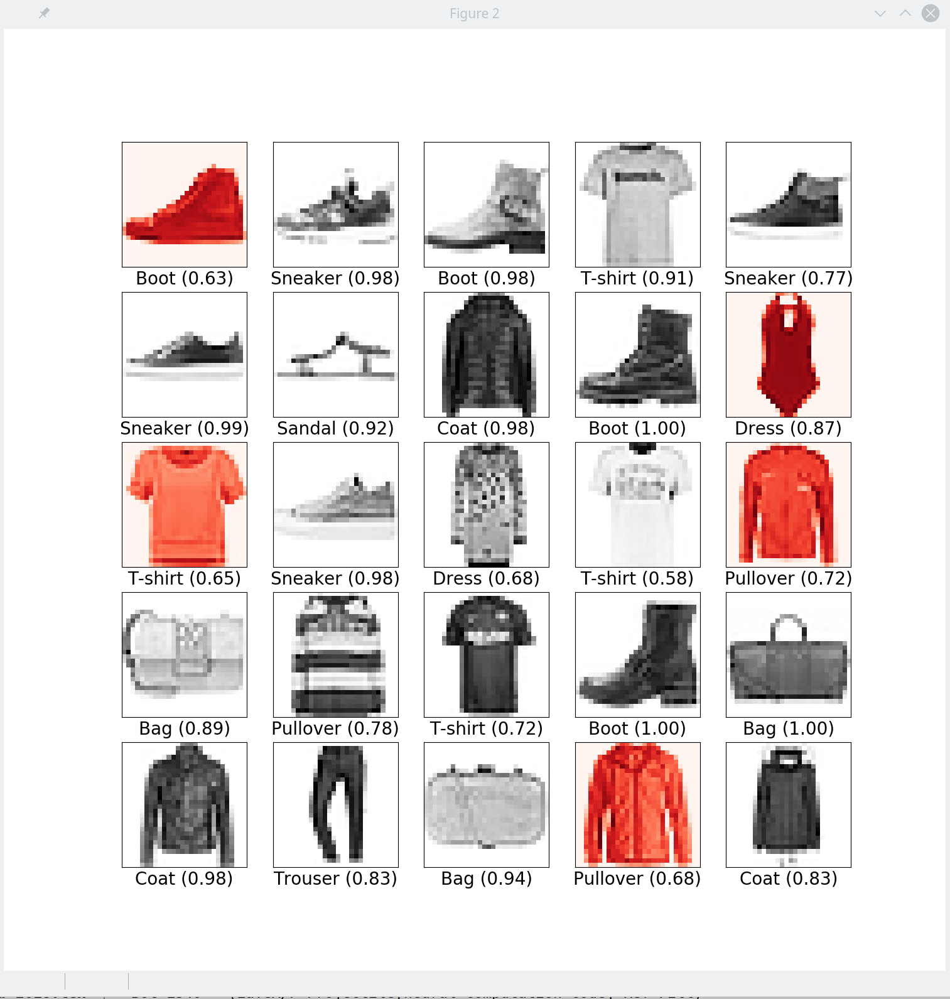 Figure 2
Boot (0.63) Sneaker (0.98) Boot (0.98) T-shirt (0.91) Sneaker (0.77)
Sneaker (0.99) Sandal (0.92) Coat (0.98) Boot (1.00) Dress (0.87)
T-shirt (0.65) Sneaker (0.98) Dress (0.68) T-shirt (0.58) Pullover (0.72)
Bag (0.89) Pullover (0.78) T-shirt (0.72) Boot (1.00) Bag (1.00)
Coat (0.98) Trouser (0.83) Bag (0.94) Pullover (0.68) Coat (0.83)